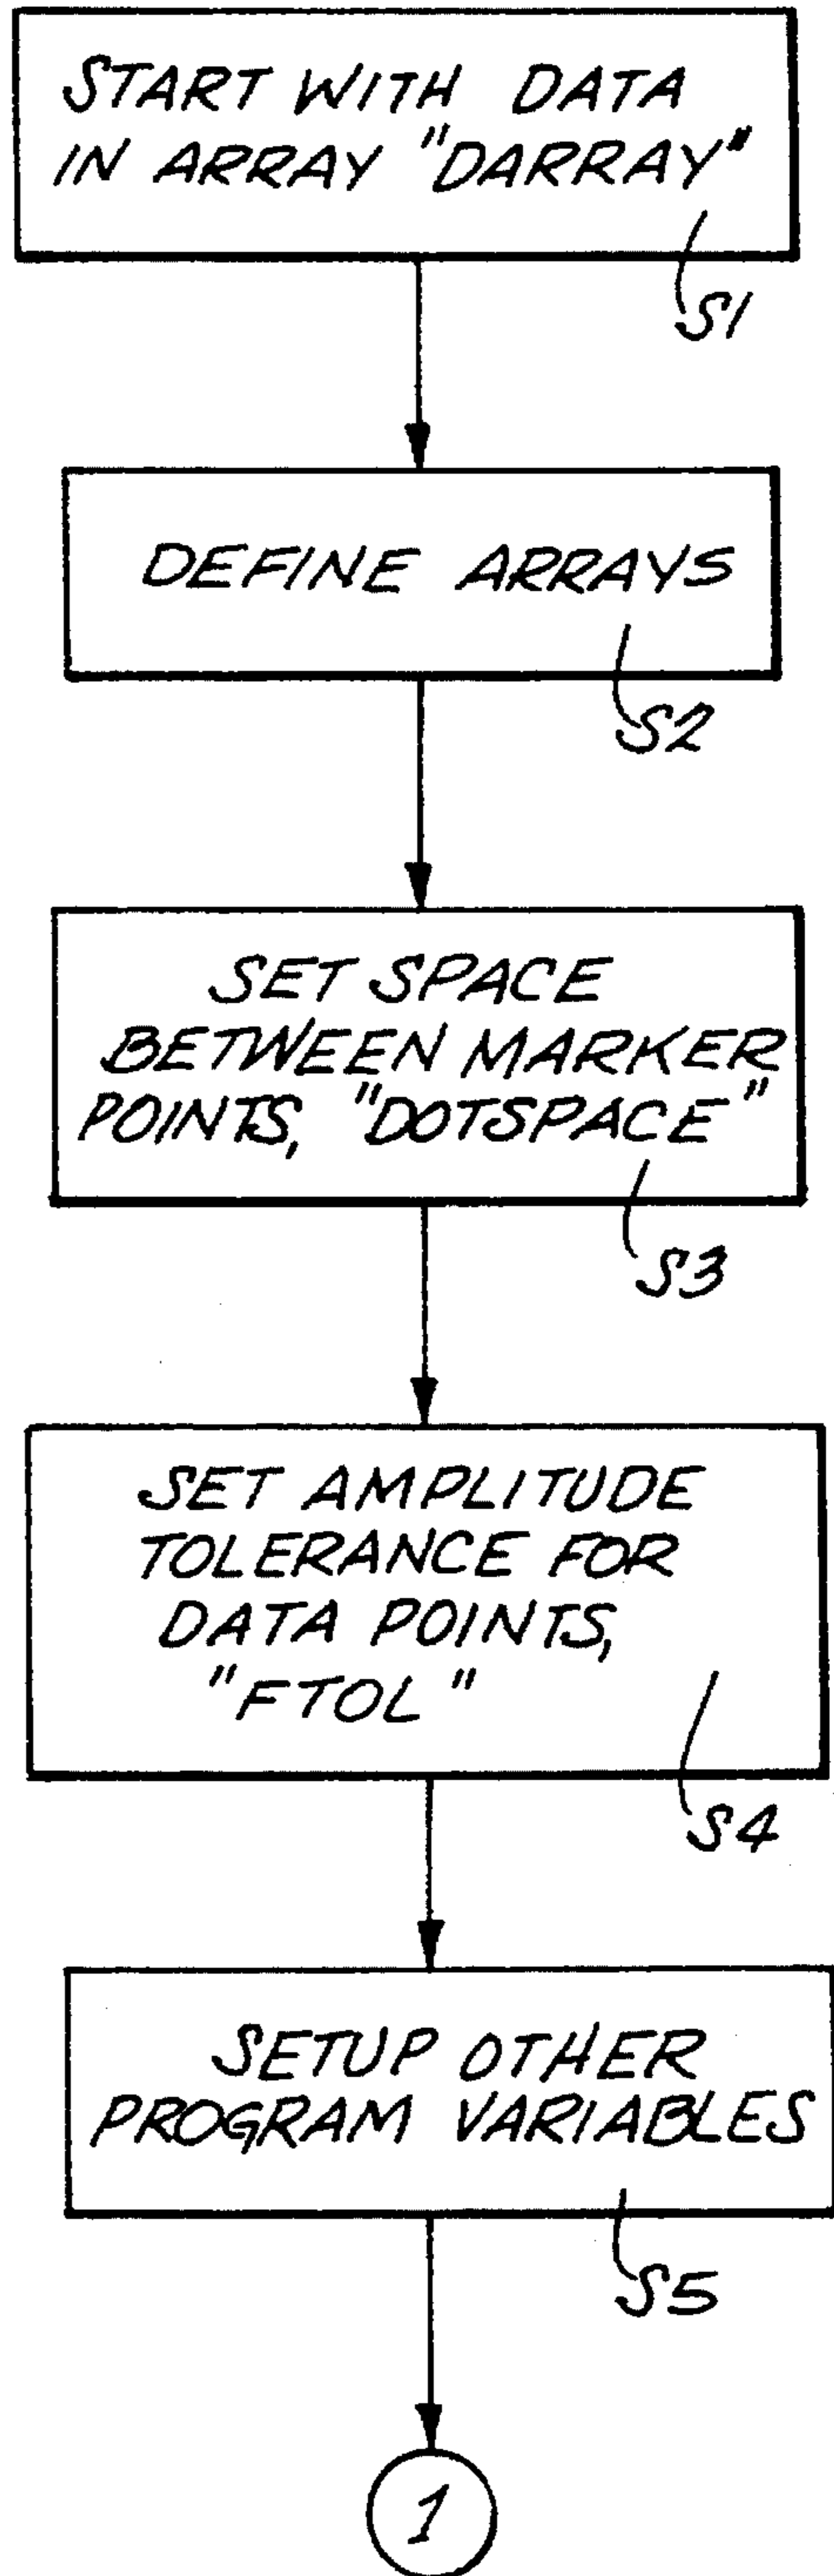 START WITH DATA
IN ARRAY "DARRAY"
S1
DEFINE ARRAYS
S2
SET SPACE
BETWEEN MARKER
POINTS, "DOTSPACE"
S3
SET AMPLITUDE
TOLERANCE FOR
DATA POINTS,
"FTOL"
S4
SETUP OTHER
PROGRAM VARIABLES
S5
1